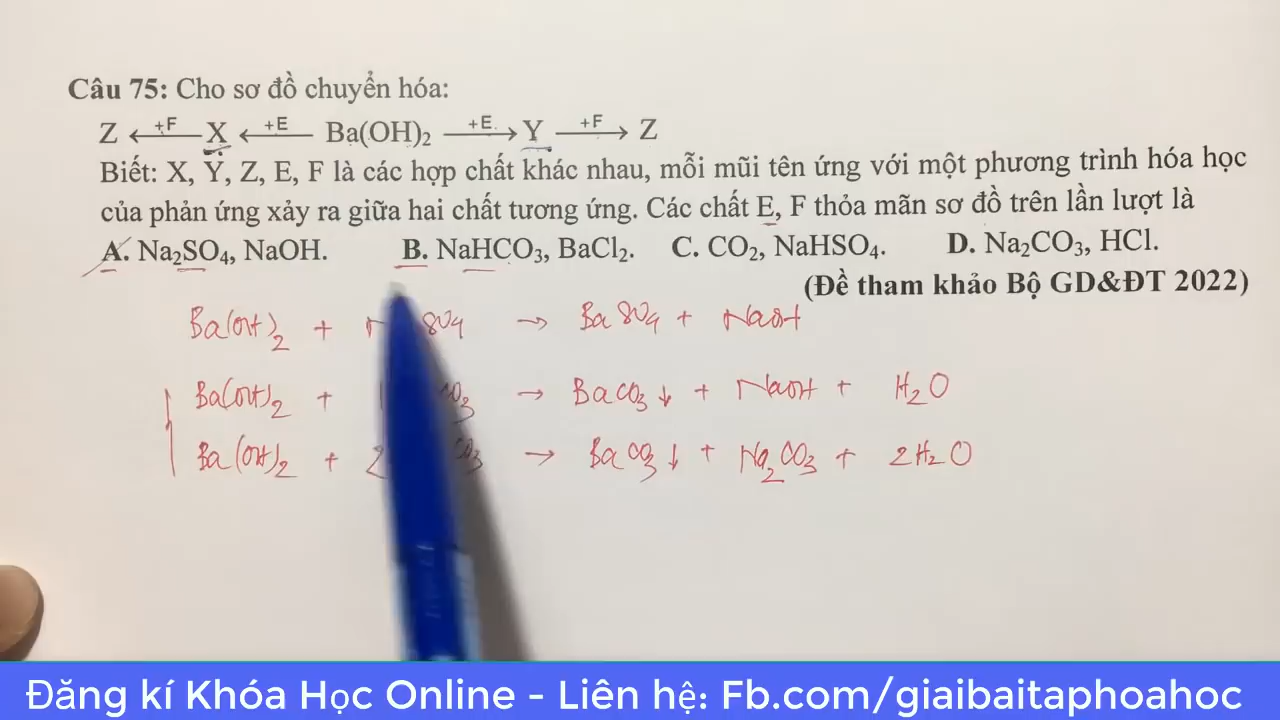 Câu 75: Cho sơ đồ chuyển hóa:
Z ⟵(+F) X ⟵(+E) Ba(OH)₂ ⟶(+E) Y ⟶(+F) Z
Biết: X, Y, Z, E, F là các hợp chất khác nhau, mỗi mũi tên ứng với một phương trình hóa học
của phản ứng xảy ra giữa hai chất tương ứng. Các chất E, F thỏa mãn sơ đồ trên lần lượt là
A. Na₂SO₄, NaOH. B. NaHCO₃, BaCl₂. C. CO₂, NaHSO₄. D. Na₂CO₃, HCl.
(Đề tham khảo Bộ GD&ĐT 2022)
Ba(OH)₂ + SO₄ → BaSO₄ + NaOH
Ba(OH)₂ + CO₃ → BaCO₃↓ + NaOH + H₂O
Ba(OH)₂ + 2 CO₃ → BaCO₃↓ + Na₂CO₃ + 2H₂O
Đăng kí Khóa Học Online - Liên hệ: Fb.com/giaibaitaphoahoc